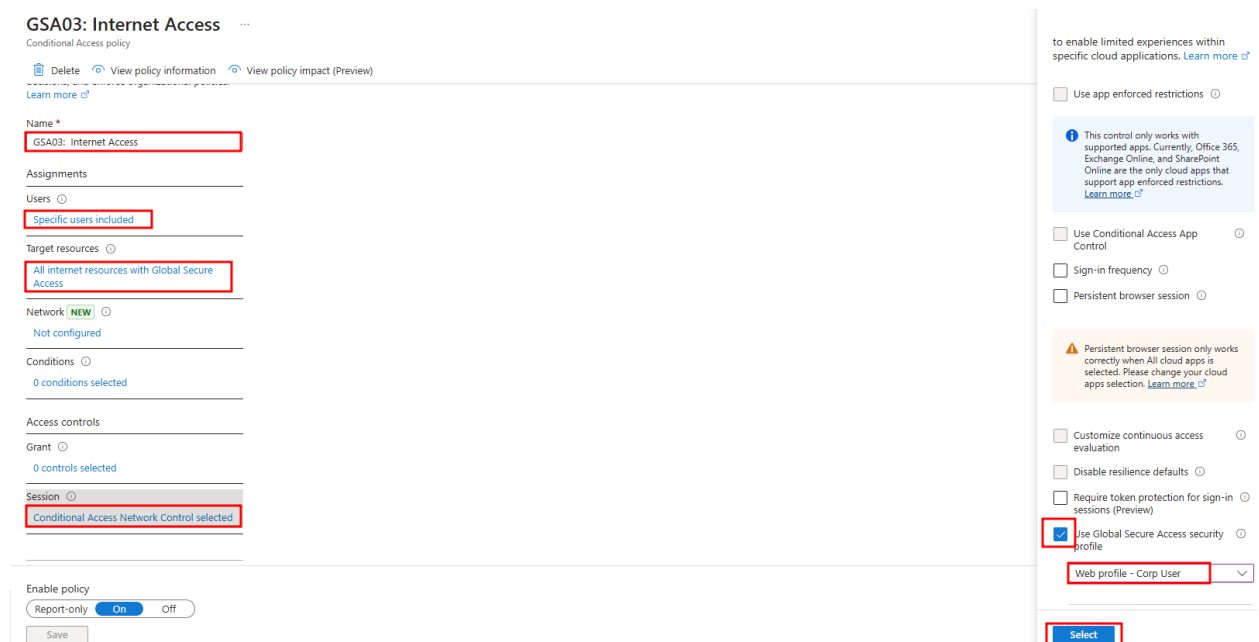 GSA03: Internet Access ...
Conditional Access policy
Delete View policy information View policy impact (Preview)
decisions, and enforce organizational policies.
Learn more
Name *
GSA03: Internet Access
Assignments
Users
Specific users included
Target resources
All internet resources with Global Secure
Access
Network NEW
Not configured
Conditions
0 conditions selected
Access controls
Grant
0 controls selected
Session
Conditional Access Network Control selected
Enable policy
Report-only On Off
Save
to enable limited experiences within
specific cloud applications. Learn more
Use app enforced restrictions
This control only works with
supported apps. Currently, Office 365,
Exchange Online, and SharePoint
Online are the only cloud apps that
support app enforced restrictions.
Learn more
Use Conditional Access App
Control
Sign-in frequency
Persistent browser session
Persistent browser session only works
correctly when All cloud apps is
selected. Please change your cloud
apps selection. Learn more
Customize continuous access
evaluation
Disable resilience defaults
Require token protection for sign-in
sessions (Preview)
Use Global Secure Access security
profile
Web profile - Corp User
Select